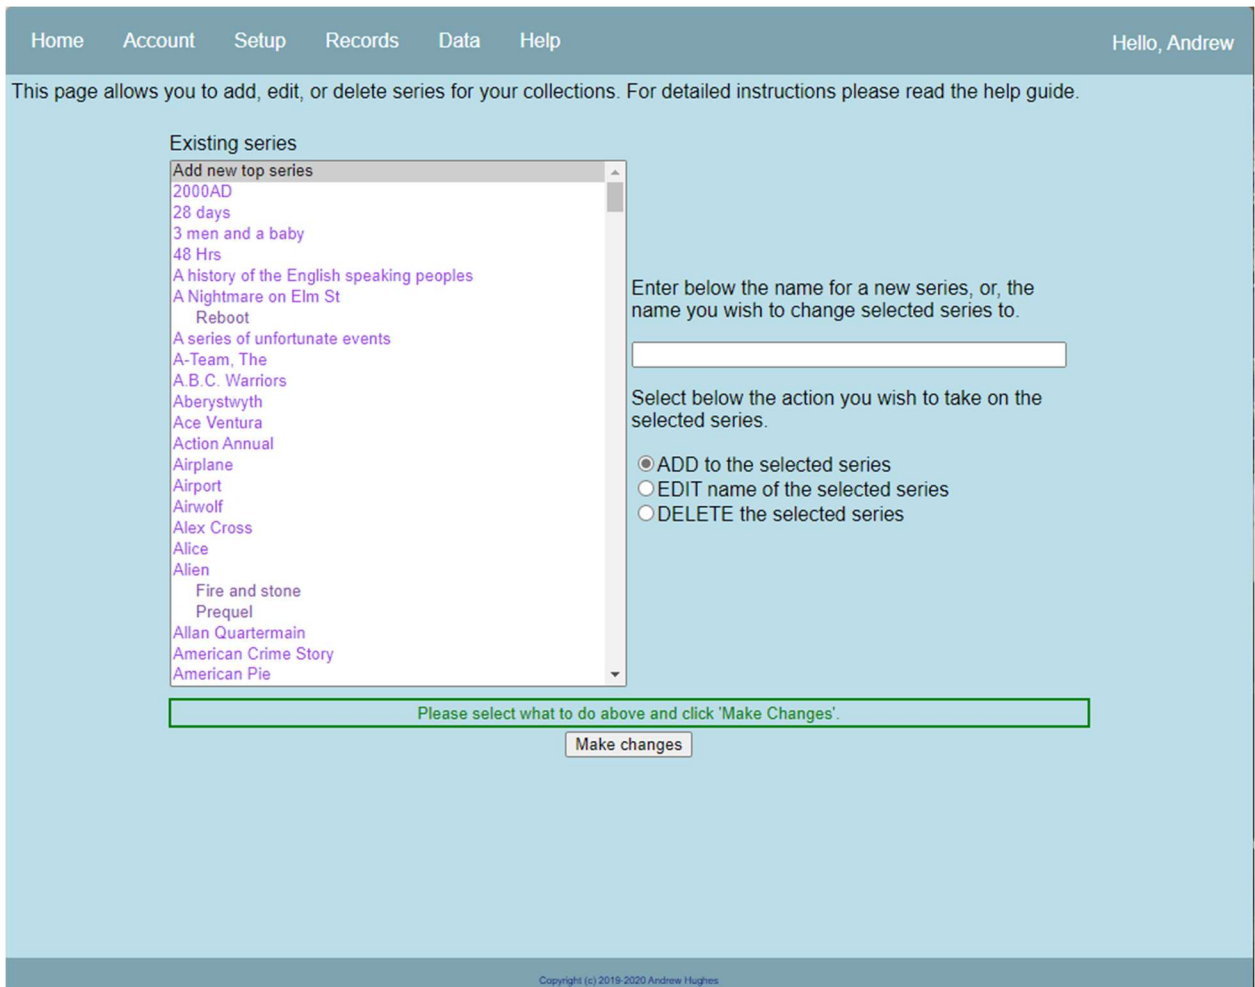 Home Account Setup Records Data Help Hello, Andrew
This page allows you to add, edit, or delete series for your collections. For detailed instructions please read the help guide.
Existing series
Add new top series
2000AD
28 days
3 men and a baby
48 Hrs
A history of the English speaking peoples
A Nightmare on Elm St
Reboot
A series of unfortunate events
A-Team, The
A.B.C. Warriors
Aberystwyth
Ace Ventura
Action Annual
Airplane
Airport
Airwolf
Alex Cross
Alice
Alien
Fire and stone
Prequel
Allan Quartermain
American Crime Story
American Pie
Enter below the name for a new series, or, the
name you wish to change selected series to.
Select below the action you wish to take on the
selected series.
ADD to the selected series
EDIT name of the selected series
DELETE the selected series
Please select what to do above and click 'Make Changes'.
Make changes
Copyright (c) 2019-2020 Andrew Hughes